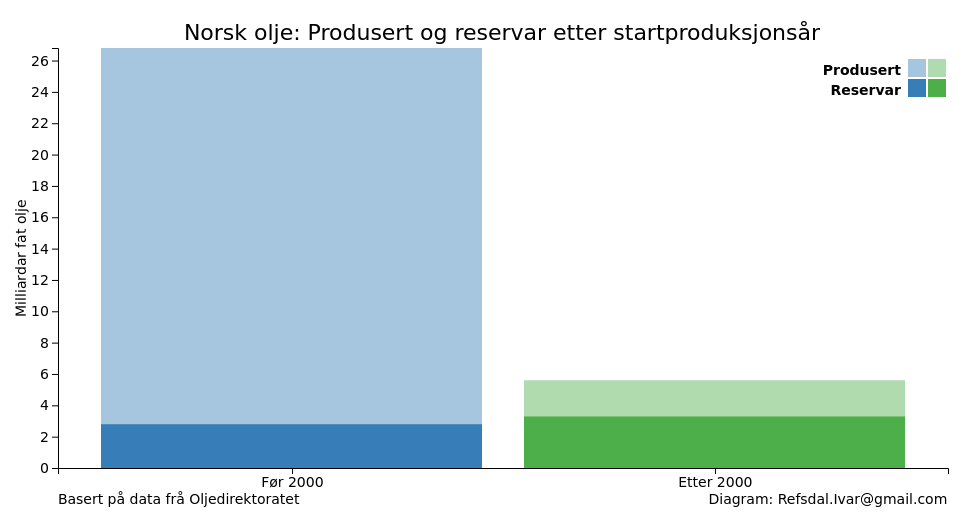 Norsk olje: Produsert og reservar etter startproduksjonsår
Produsert
Reservar
Milliardar fat olje
26
24
22
20
18
16
14
12
10
8
6
4
2
0
Før 2000
Etter 2000
Basert på data frå Oljedirektoratet
Diagram: Refsdal.Ivar@gmail.com